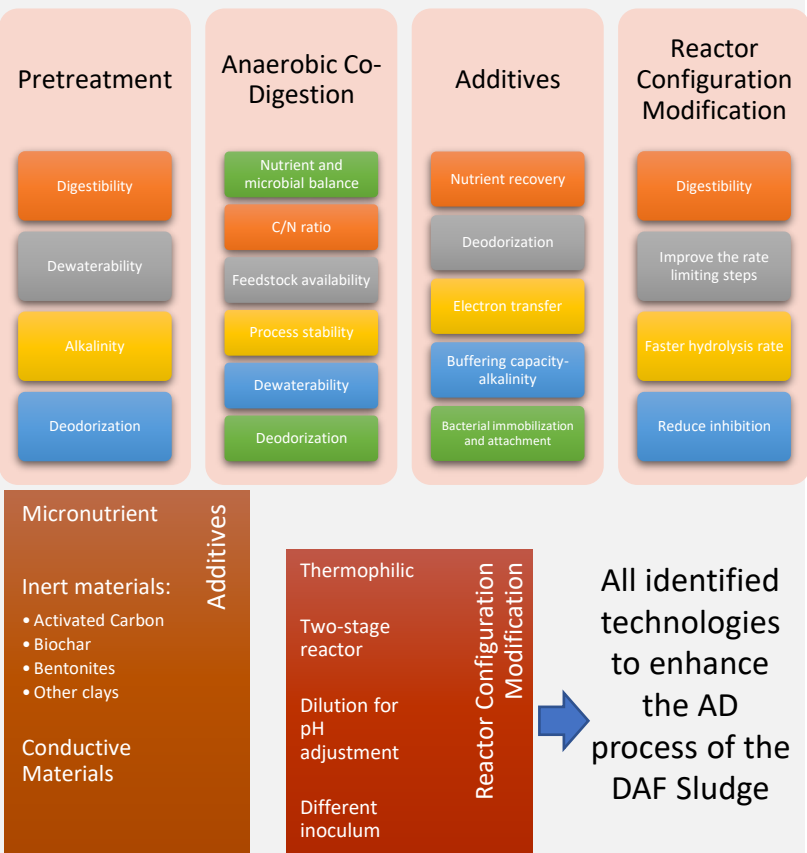 Pretreatment
Digestibility
Dewaterability
Alkalinity
Deodorization
Anaerobic Co-
Digestion
Nutrient and
microbial balance
C/N ratio
Feedstock availability
Process stability
Dewaterability
Deodorization
Additives
Nutrient recovery
Deodorization
Electron transfer
Buffering capacity-
alkalinity
Bacterial immobilization
and attachment
Reactor
Configuration
Modification
Digestibility
Improve the rate
limiting steps
Faster hydrolysis rate
Reduce inhibition
Additives
Micronutrient
Inert materials:
• Activated Carbon
• Biochar
• Bentonites
• Other clays
Conductive
Materials
Reactor Configuration
Modification
Thermophilic
Two-stage
reactor
Dilution for
pH
adjustment
Different
inoculum
All identified
technologies
to enhance
the AD
process of the
DAF Sludge